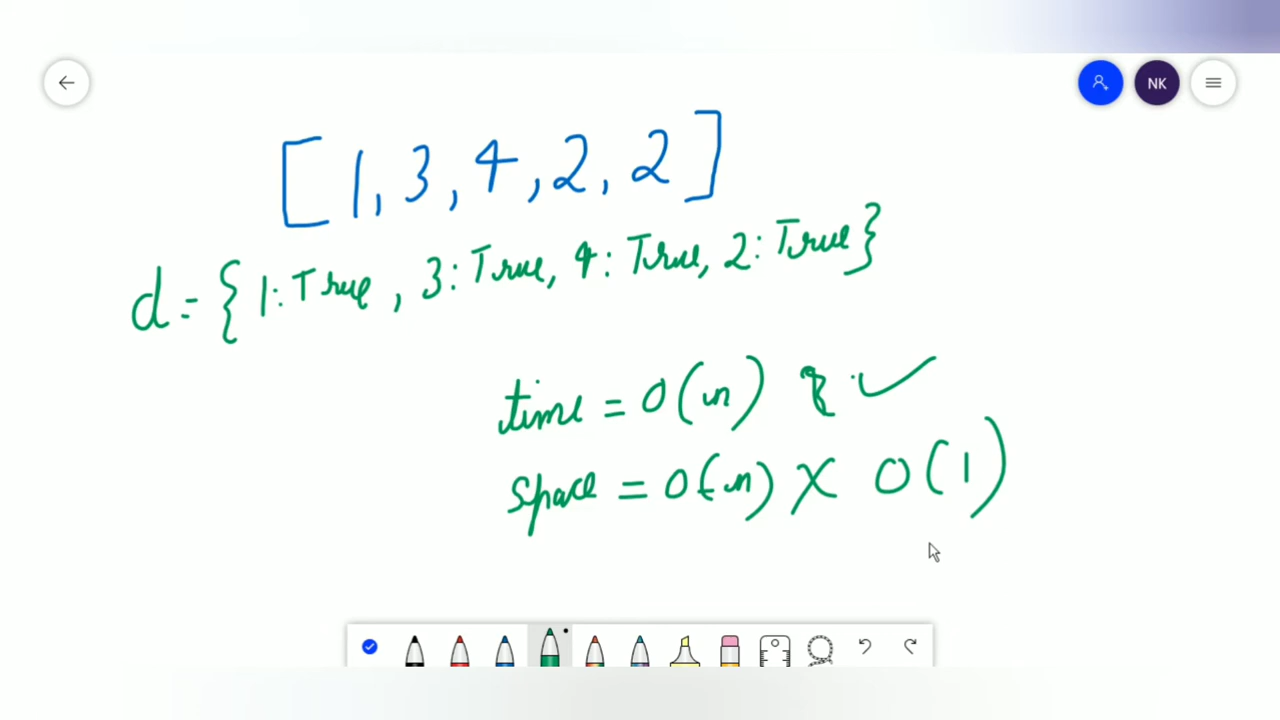 NK
[1, 3, 4, 2, 2]
d = {1: True, 3: True, 4: True, 2: True}
time = O(n) & ✓
space = O(n) X O(1)